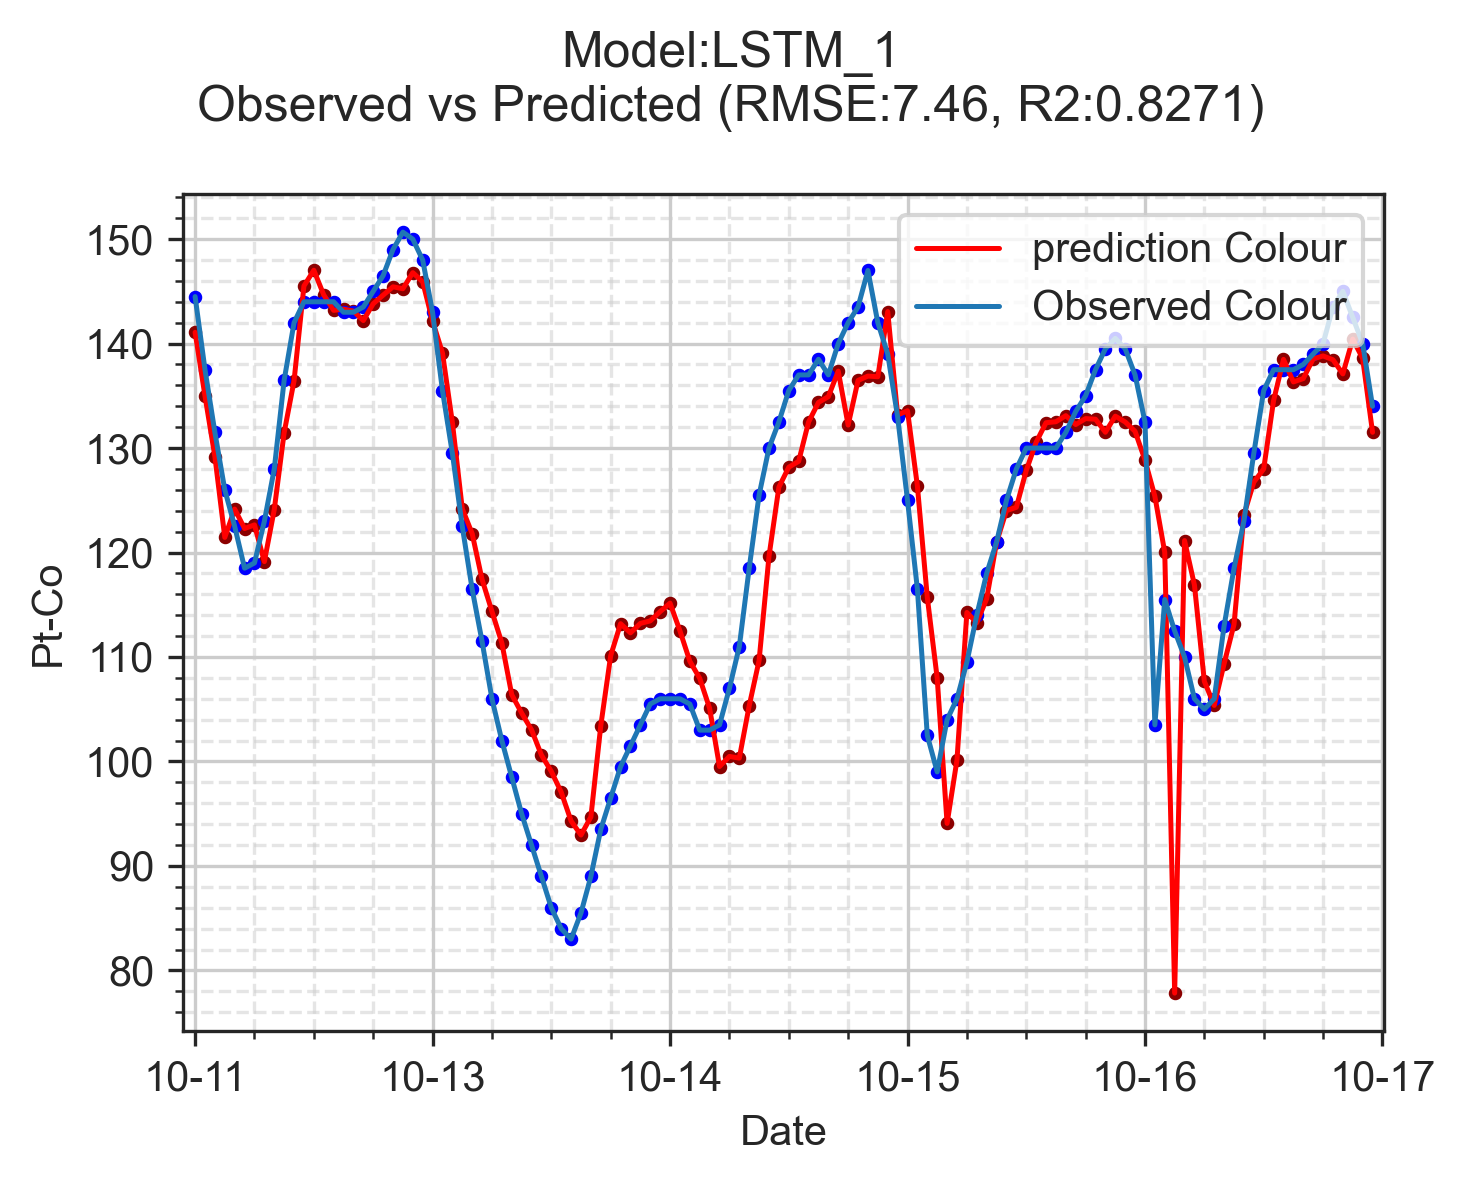 Model:LSTM_1
Observed vs Predicted (RMSE:7.46, R2:0.8271)
prediction Colour
Observed Colour
Pt-Co
150
140
130
120
110
100
90
80
10-11 10-13 10-14 10-15 10-16 10-17
Date